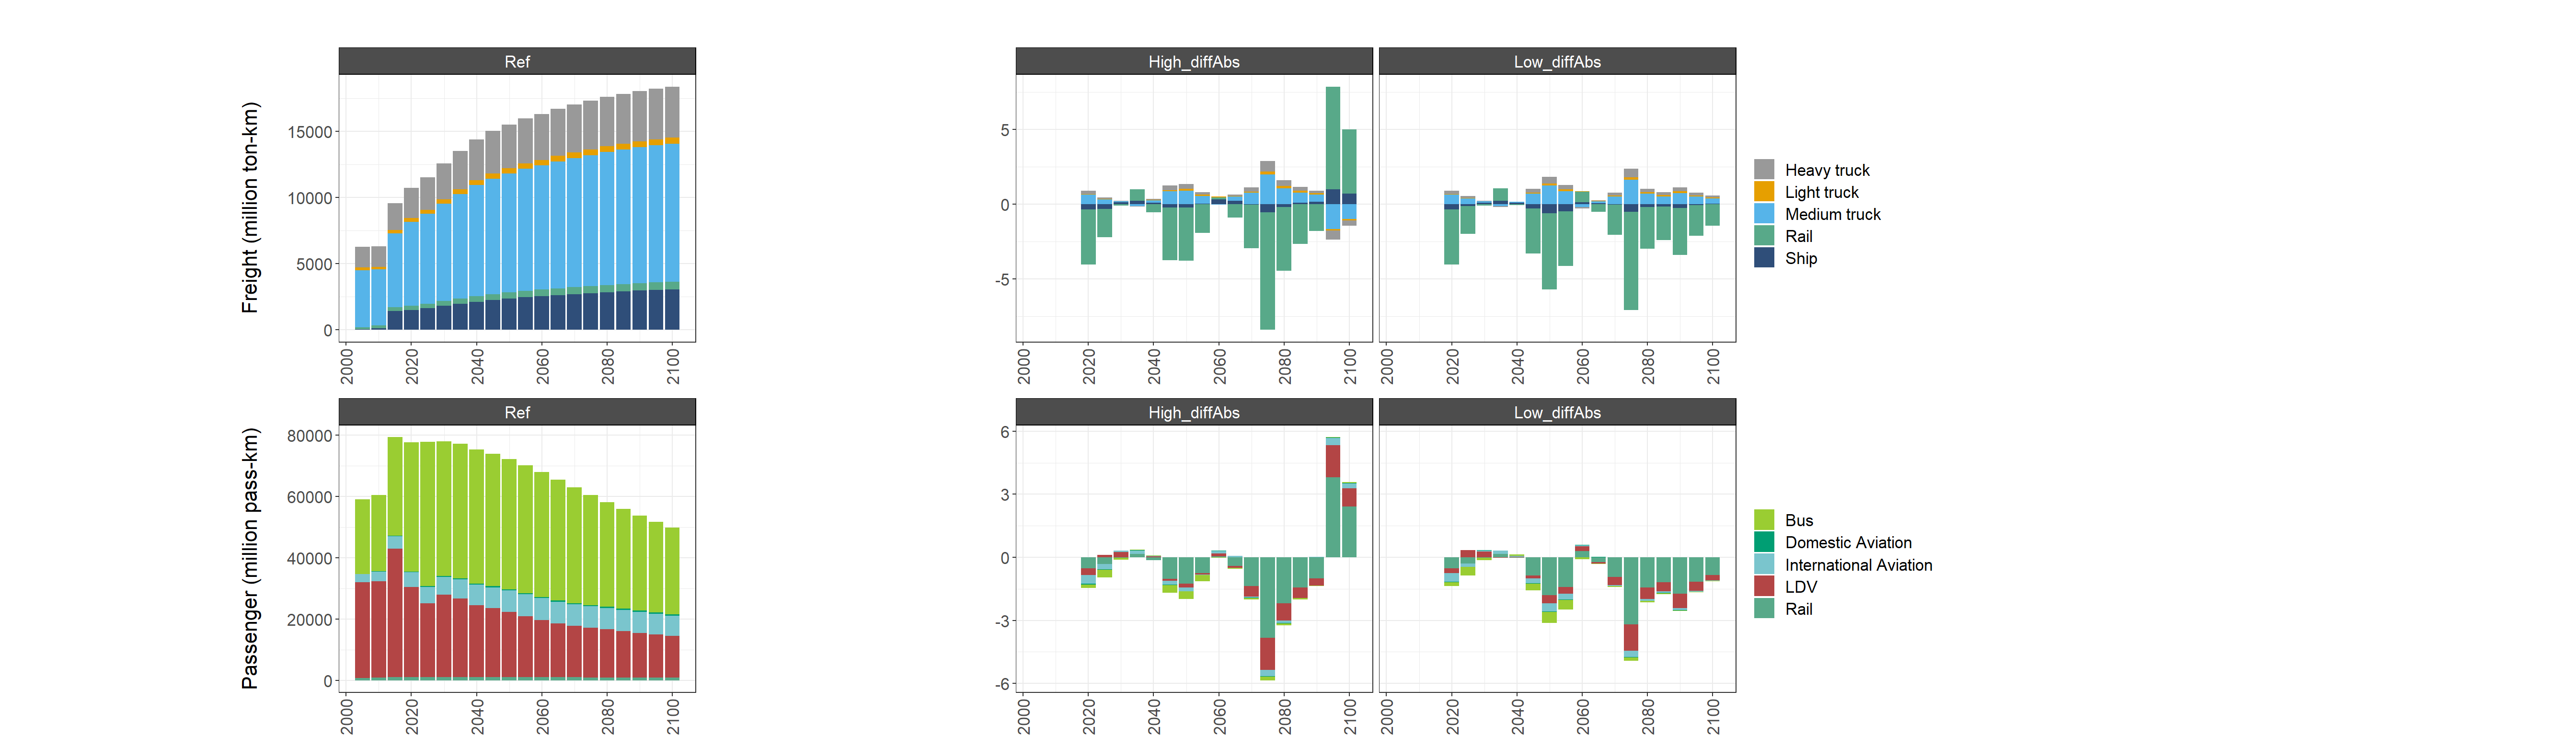 Ref
High_diffAbs
Low_diffAbs
Freight (million ton-km)
15000
10000
5000
0
5
0
-5
2000
2020
2040
2060
2080
2100
2000
2020
2040
2060
2080
2100
2000
2020
2040
2060
2080
2100
Heavy truck
Light truck
Medium truck
Rail
Ship
Ref
High_diffAbs
Low_diffAbs
Passenger (million pass-km)
80000
60000
40000
20000
0
6
3
0
-3
-6
2000
2020
2040
2060
2080
2100
2000
2020
2040
2060
2080
2100
2000
2020
2040
2060
2080
2100
Bus
Domestic Aviation
International Aviation
LDV
Rail